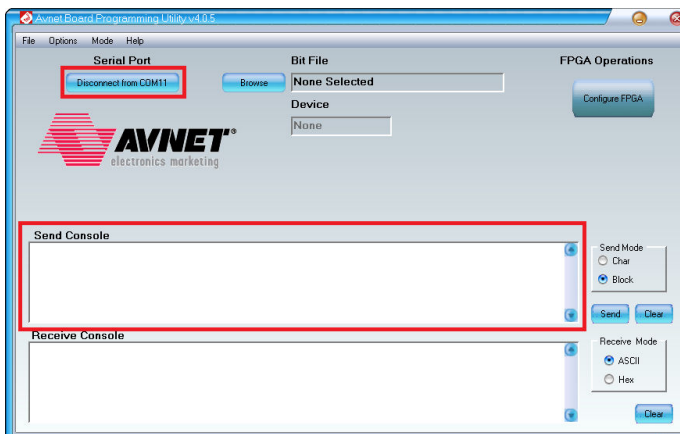 Avnet Board Programming Utility v4.0.5
File Options Mode Help
Serial Port
Bit File
FPGA Operations
Disconnect from COM11
Browse
None Selected
Configure FPGA
Device
None
AVNET®
electronics marketing
Send Console
Send Mode
Char
Block
Send Clear
Receive Console
Receive Mode
ASCII
Hex
Clear